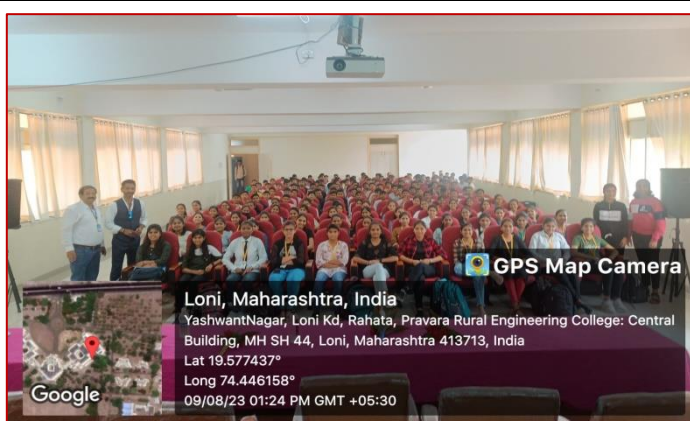 GPS Map Camera
Loni, Maharashtra, India
YashwantNagar, Loni Kd, Rahata, Pravara Rural Engineering College: Central
Building, MH SH 44, Loni, Maharashtra 413713, India
Lat 19.577437°
Long 74.446158°
09/08/23 01:24 PM GMT +05:30
Google